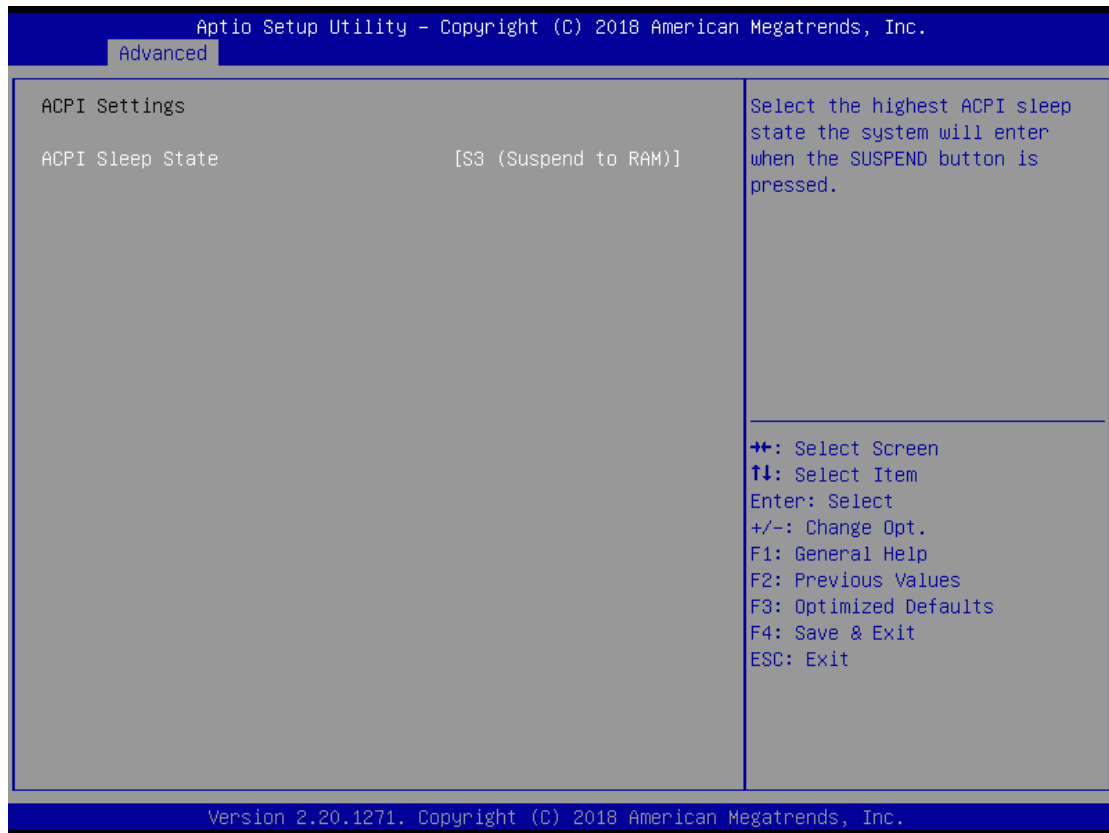 Aptio Setup Utility – Copyright (C) 2018 American Megatrends, Inc.
Advanced
ACPI Settings
ACPI Sleep State [S3 (Suspend to RAM)]
Select the highest ACPI sleep
state the system will enter
when the SUSPEND button is
pressed.
→←: Select Screen
↑↓: Select Item
Enter: Select
+/-: Change Opt.
F1: General Help
F2: Previous Values
F3: Optimized Defaults
F4: Save & Exit
ESC: Exit
Version 2.20.1271. Copyright (C) 2018 American Megatrends, Inc.